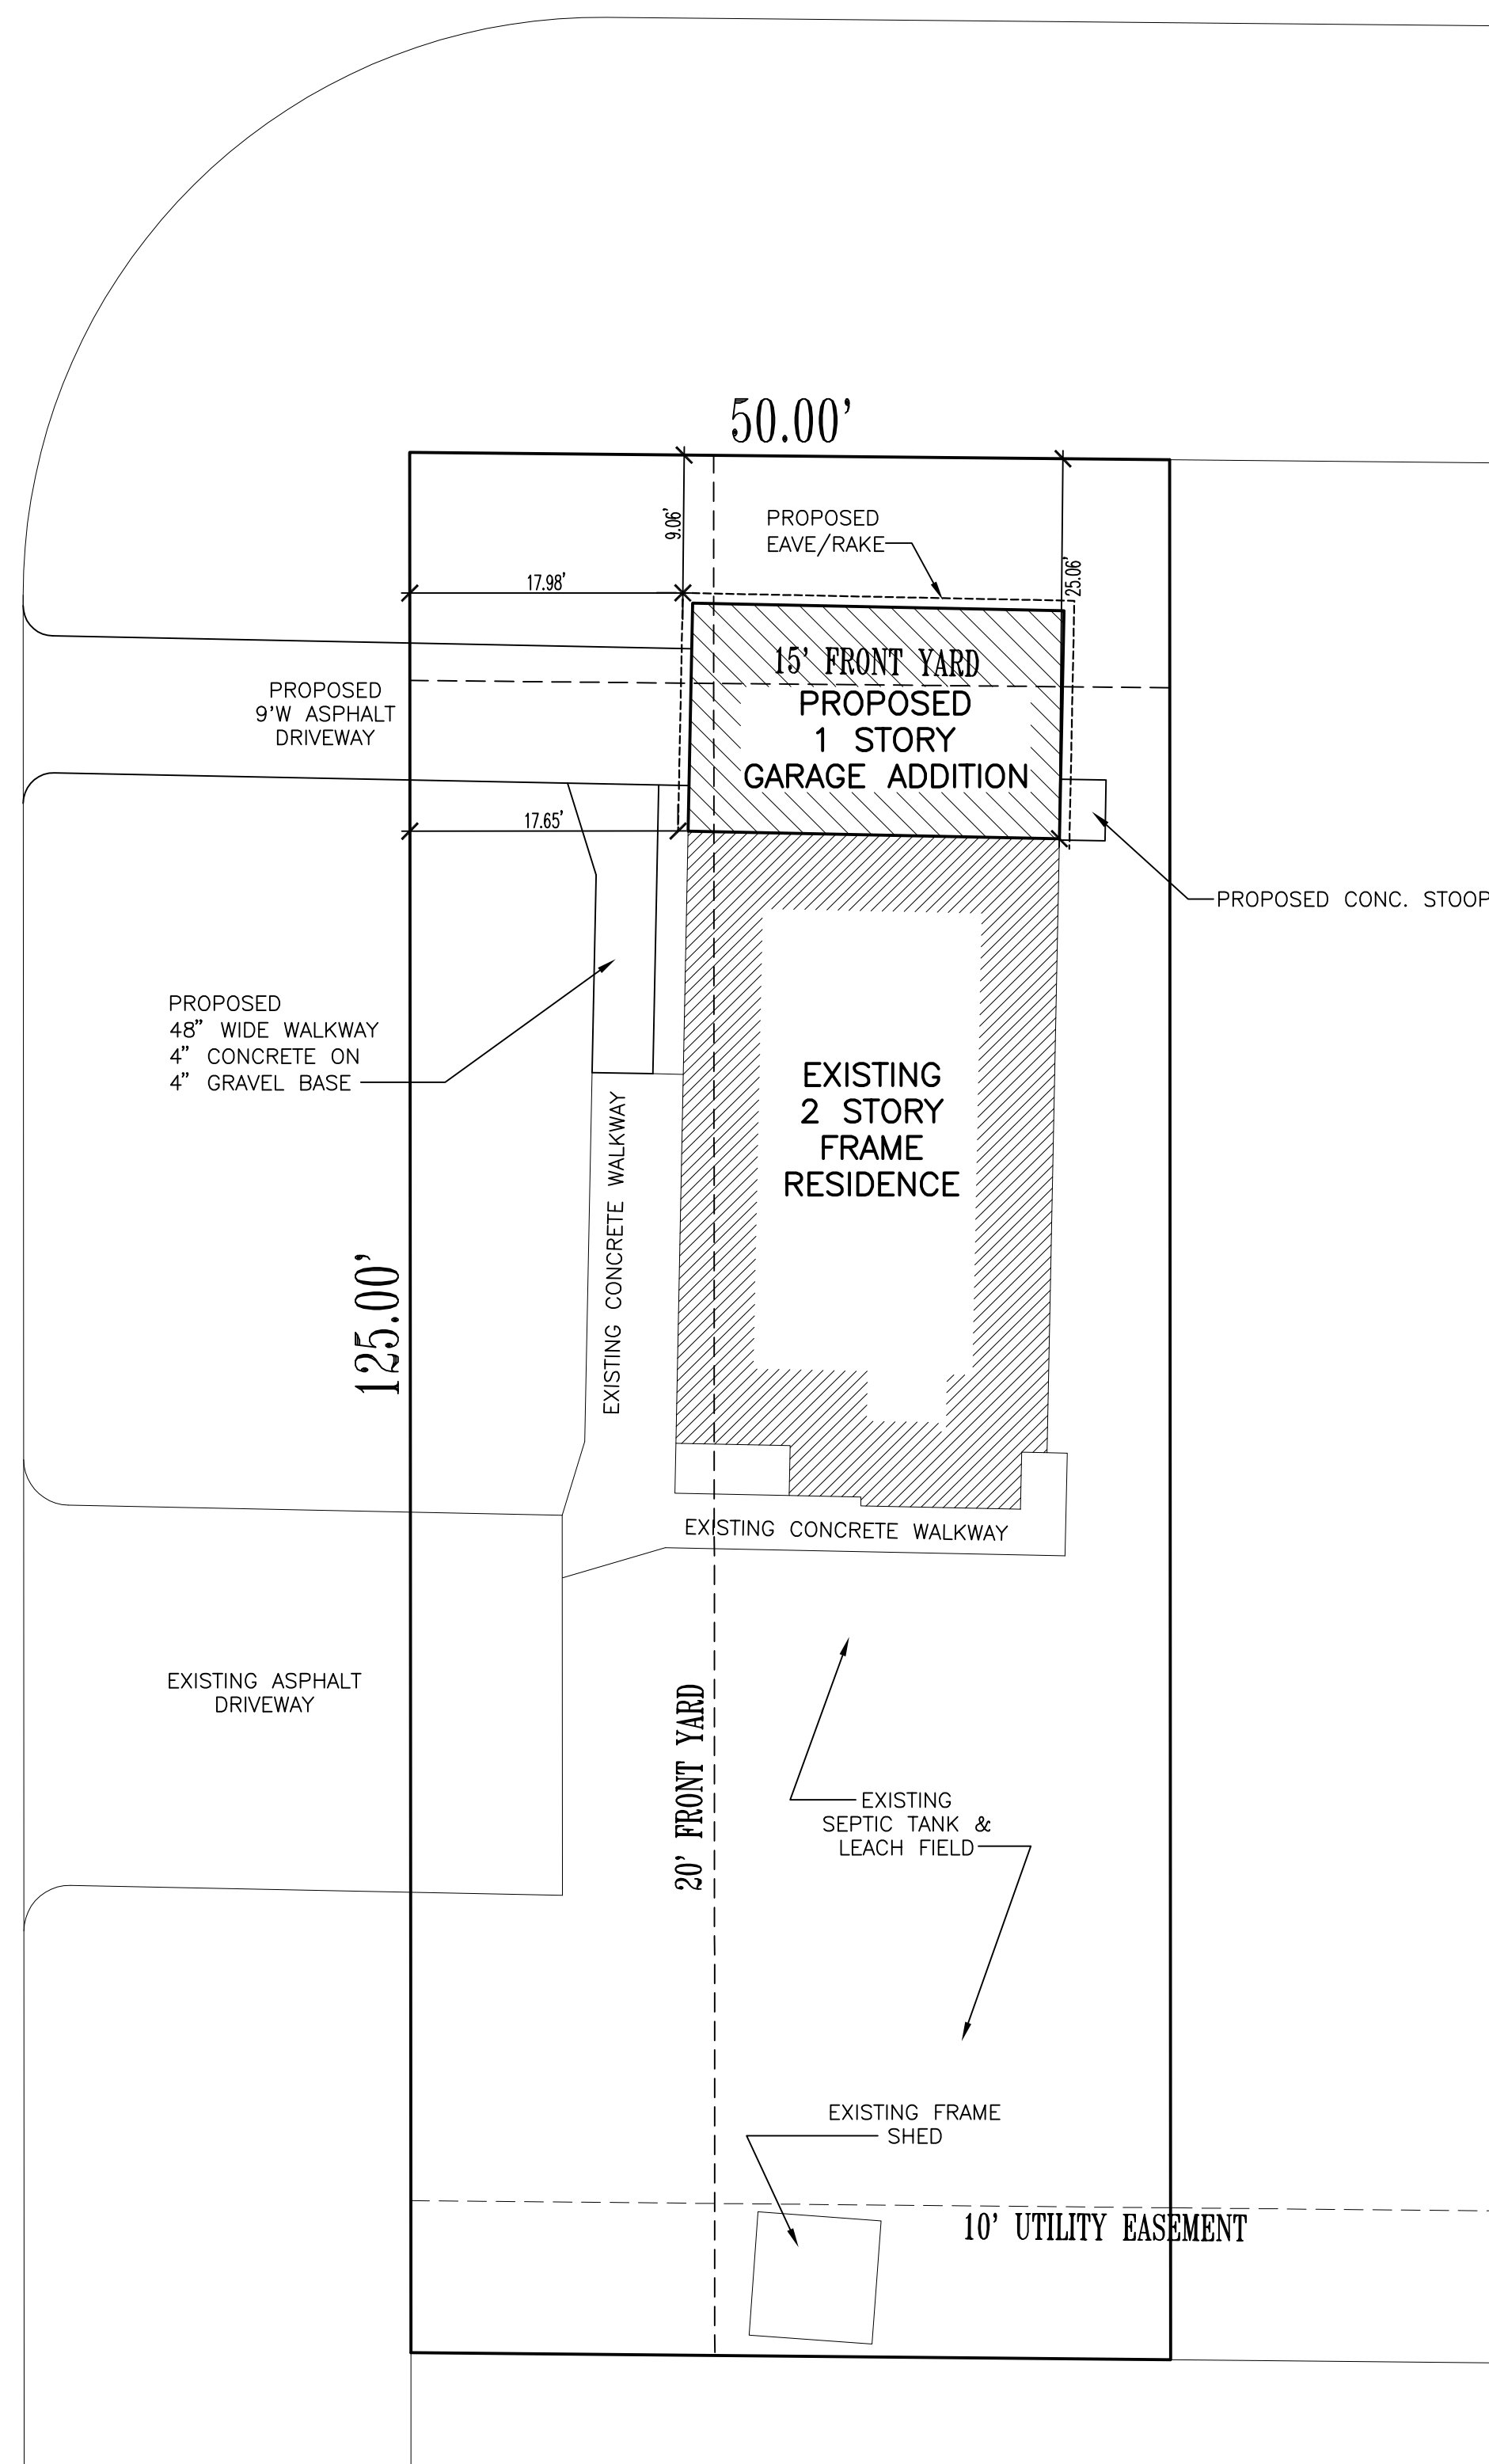 50.00'
9.06'
PROPOSED
EAVE/RAKE
25.06'
17.98'
15' FRONT YARD
PROPOSED
9'W ASPHALT
DRIVEWAY
PROPOSED
1 STORY
GARAGE ADDITION
17.65'
PROPOSED CONC. STOOP
PROPOSED
48" WIDE WALKWAY
4" CONCRETE ON
4" GRAVEL BASE
EXISTING
2 STORY
FRAME
RESIDENCE
EXISTING CONCRETE WALKWAY
125.00'
EXISTING CONCRETE WALKWAY
EXISTING ASPHALT
DRIVEWAY
20' FRONT YARD
EXISTING
SEPTIC TANK &
LEACH FIELD
EXISTING FRAME
SHED
10' UTILITY EASEMENT